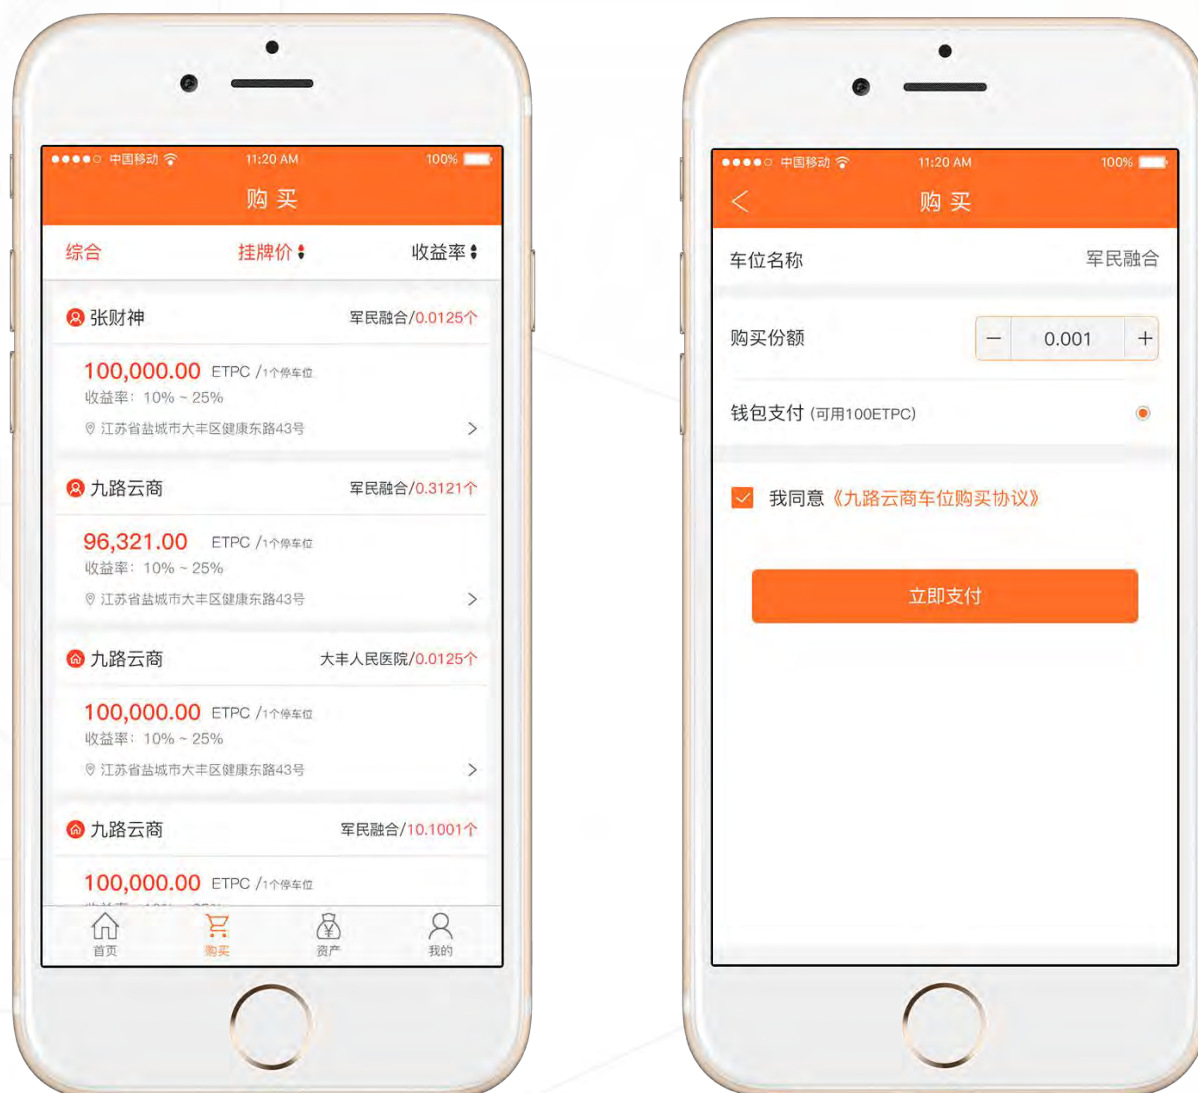 中国移动 11:20 AM 100%
购 买
综合 挂牌价 收益率
张财神 军民融合/0.0125个
100,000.00 ETPC /1个停车位
收益率：10% ~ 25%
江苏省盐城市大丰区健康东路43号
九路云商 军民融合/0.3121个
96,321.00 ETPC /1个停车位
收益率：10% ~ 25%
江苏省盐城市大丰区健康东路43号
九路云商 大丰人民医院/0.0125个
100,000.00 ETPC /1个停车位
收益率：10% ~ 25%
江苏省盐城市大丰区健康东路43号
九路云商 军民融合/10.1001个
100,000.00 ETPC /1个停车位
首页 购买 资产 我的
中国移动 11:20 AM 100%
< 购 买
车位名称 军民融合
购买份额 − 0.001 +
钱包支付 (可用100ETPC)
我同意《九路云商车位购买协议》
立即支付